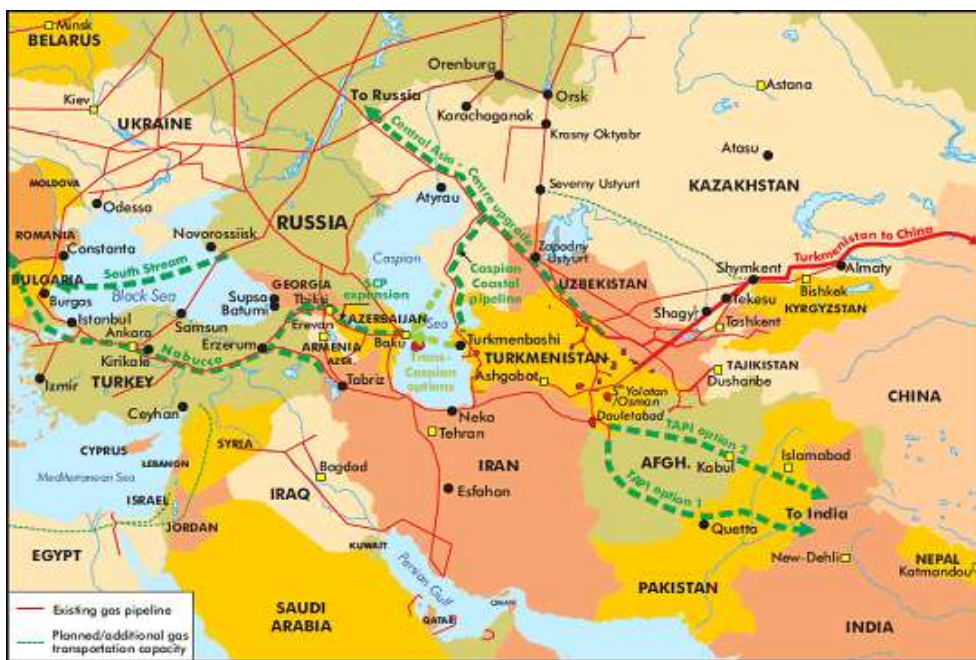 Minsk
BELARUS
Kiev
UKRAINE
MOLDOVA
Odessa
ROMANIA
Constanta
BULGARIA
Burgas
Istanbul
South Stream
Black Sea
Novorossiisk
RUSSIA
To Russia
Orenburg
Orsk
Karachaganak
Krasny Oktyabr
Central Asia - Centre upgrade
Atyrau
Severny Ustyurt
Astana
Atasu
KAZAKHSTAN
Zapadny
Ustyurt
UZBEKISTAN
Turkmenistan to China
Shymkent
Almaty
Bishkek
KYRGYZSTAN
Tekesu
Shagyr
Tashkent
TAJIKISTAN
Dushanbe
CHINA
Caspian
Sea
Caspian
Coastal
pipeline
SCP
expansion
GEORGIA
Tbilisi
Supsa
Batumi
Yerevan
ARMENIA
AZER.
AZERBAIJAN
Baku
Trans-
Caspian
options
Turkmenbashi
TURKMENISTAN
Ashgabat
Yolotan
/Osman
Dauletabad
Samsun
Ankara
Kirikale
Nabucco
Erzerum
Izmir
TURKEY
Ceyhan
Tabriz
Neka
Tehran
IRAN
Esfahan
CYPRUS
Mediterranean Sea
LEBANON
SYRIA
ISRAEL
JORDAN
IRAQ
Bagdad
EGYPT
KUWAIT
SAUDI
ARABIA
Persian Gulf
QATAR
AFGH.
Kabul
TAPI option 2
TAPI option 1
Islamabad
To India
Quetta
PAKISTAN
New-Dehli
NEPAL
Katmandou
INDIA
Existing gas pipeline
Planned/additional gas
transportation capacity